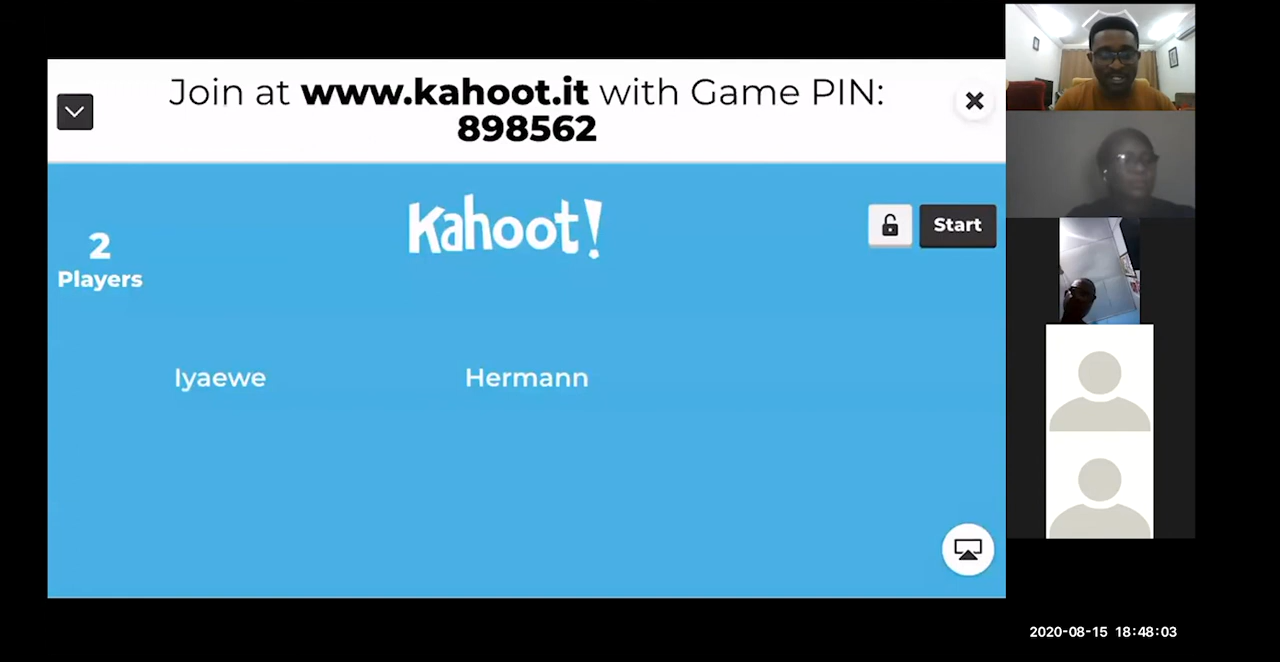 Join at www.kahoot.it with Game PIN:
898562
Kahoot!
Start
2
Players
Iyaewe
Hermann
2020-08-15 18:48:03